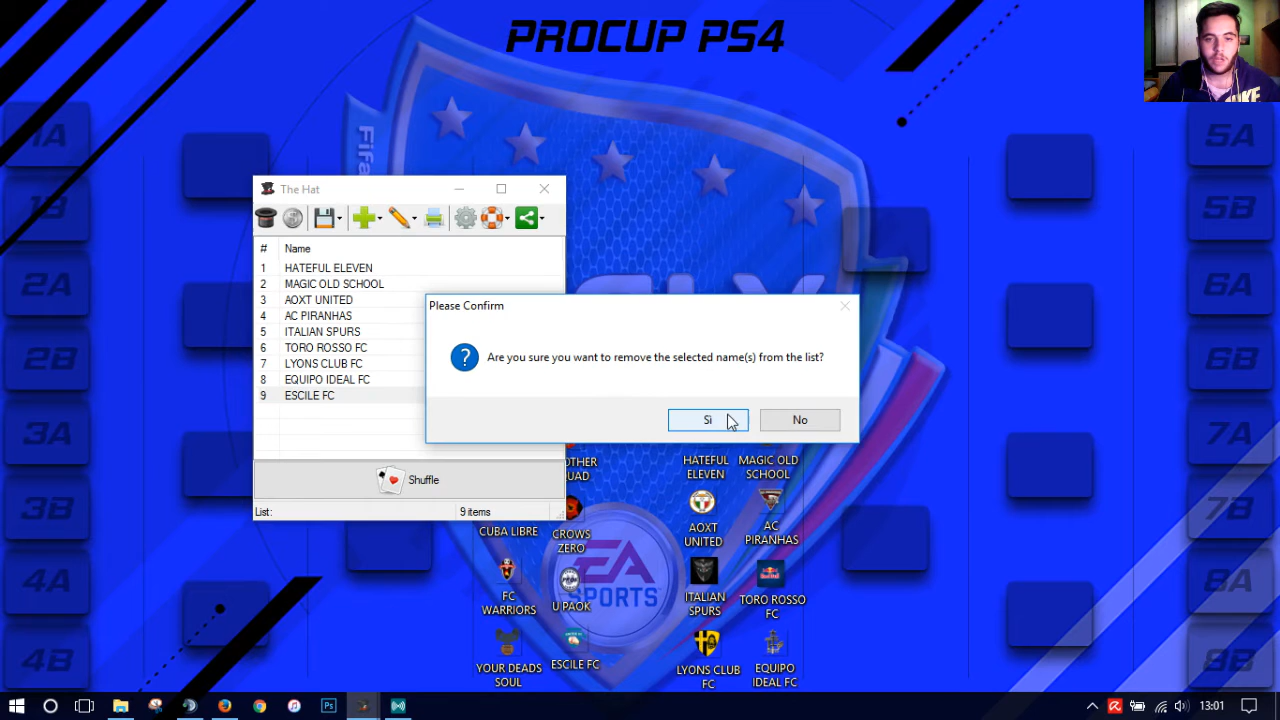 PROCUP PS4
1A
1B
2A
2B
3A
3B
4A
4B
5A
5B
6A
6B
7A
7B
8A
9B
The Hat
# Name
1 HATEFUL ELEVEN
2 MAGIC OLD SCHOOL
3 AOXT UNITED
4 AC PIRANHAS
5 ITALIAN SPURS
6 TORO ROSSO FC
7 LYONS CLUB FC
8 EQUIPO IDEAL FC
9 ESCILE FC
Shuffle
List: 9 items
Please Confirm
Are you sure you want to remove the selected name(s) from the list?
Sì No
HATEFUL
ELEVEN
MAGIC OLD
SCHOOL
CUBA LIBRE
CROWS
ZERO
AOXT
UNITED
AC
PIRANHAS
FC
WARRIORS
U PAOK
ITALIAN
SPURS
TORO ROSSO
FC
YOUR DEADS
SOUL
ESCILE FC
LYONS CLUB
FC
EQUIPO
IDEAL FC
EA
SPORTS
Ps
13:01